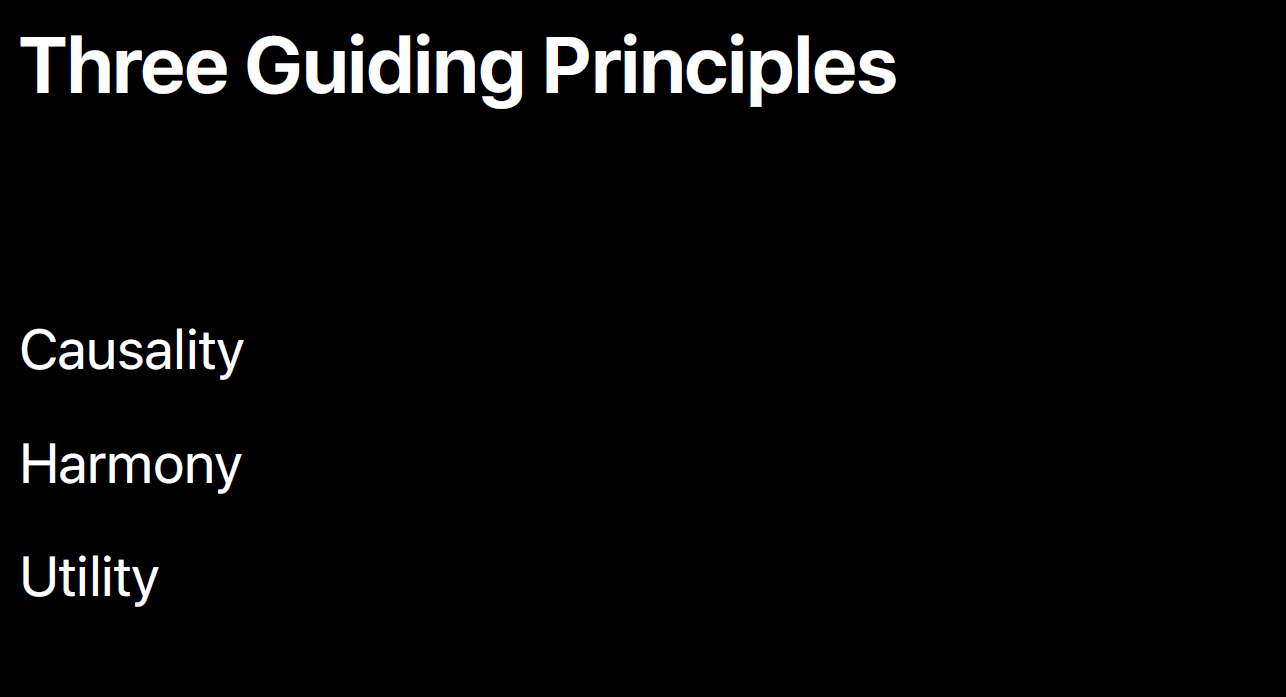 Three Guiding Principles
Causality
Harmony
Utility